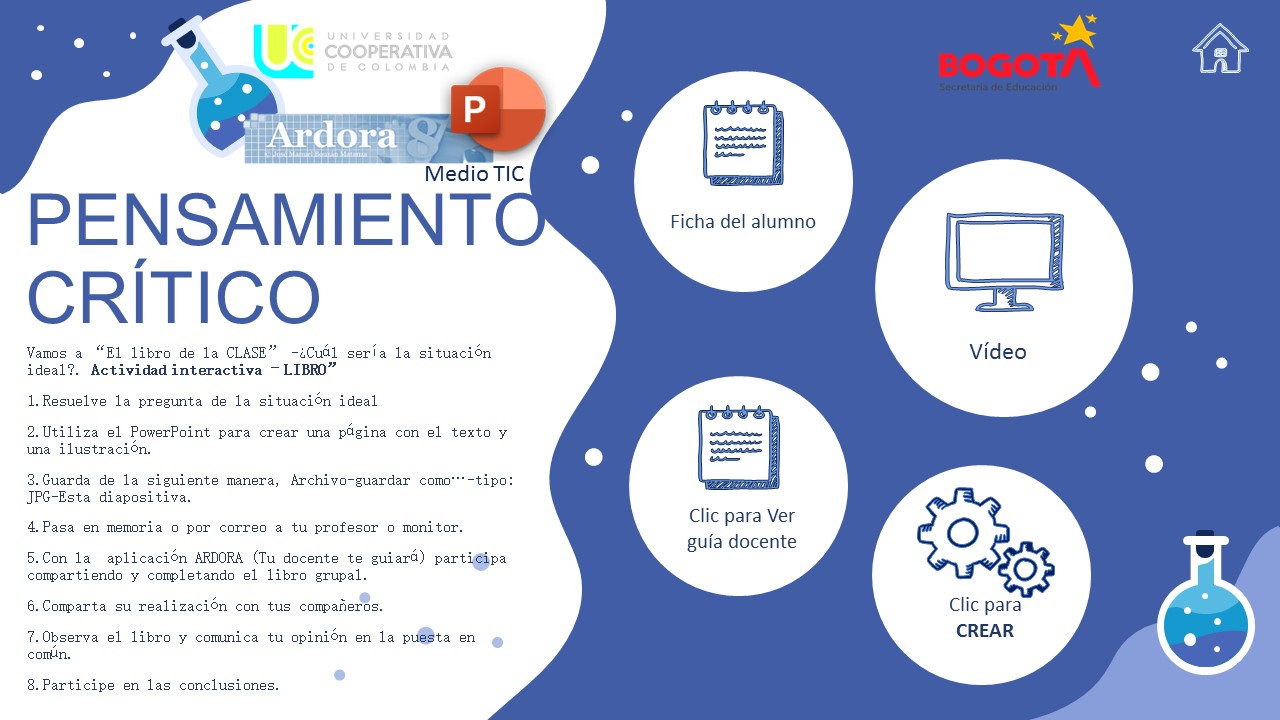 UNIVERSIDAD
COOPERATIVA
DE COLOMBIA
BOGOTÁ
Secretaría de Educación
P
Ardora 8
Medio TIC
PENSAMIENTO
CRÍTICO
Vamos a “El libro de la CLASE” -¿Cuál sería la situación
ideal?. Actividad interactiva – LIBRO”
1.Resuelve la pregunta de la situación ideal
2.Utiliza el PowerPoint para crear una página con el texto y
una ilustración.
3.Guarda de la siguiente manera, Archivo-guardar como…-tipo:
JPG-Esta diapositiva.
4.Pasa en memoria o por correo a tu profesor o monitor.
5.Con la aplicación ARDORA (Tu docente te guiará) participa
compartiendo y completando el libro grupal.
6.Comparta su realización con tus compañeros.
7.Observa el libro y comunica tu opinión en la puesta en
común.
8.Participe en las conclusiones.
Ficha del alumno
Vídeo
Clic para Ver
guía docente
Clic para
CREAR